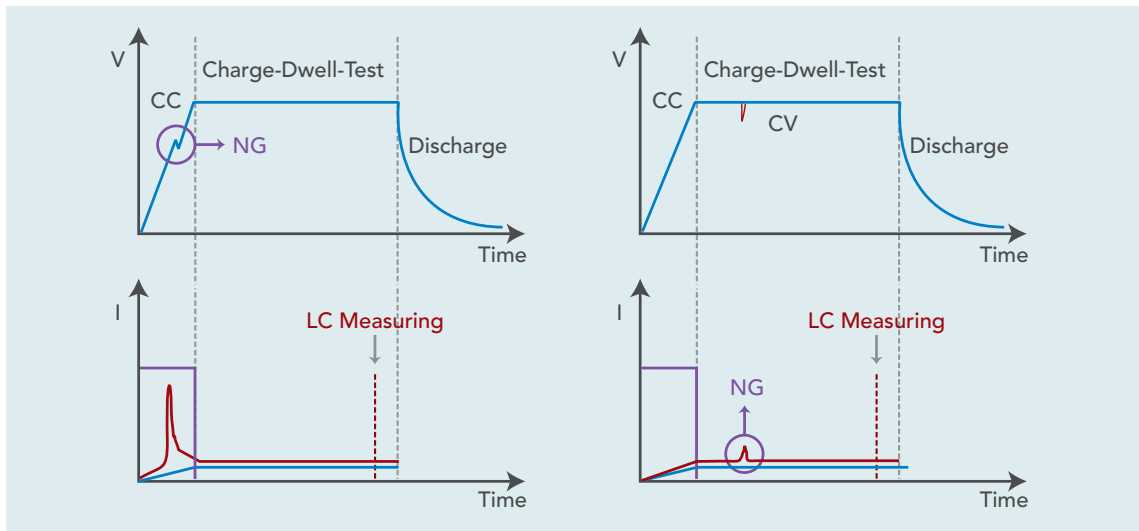 V
Charge-Dwell-Test
CC
NG
Discharge
Time
I
LC Measuring
Time
V
Charge-Dwell-Test
CC
CV
Discharge
Time
I
LC Measuring
NG
Time